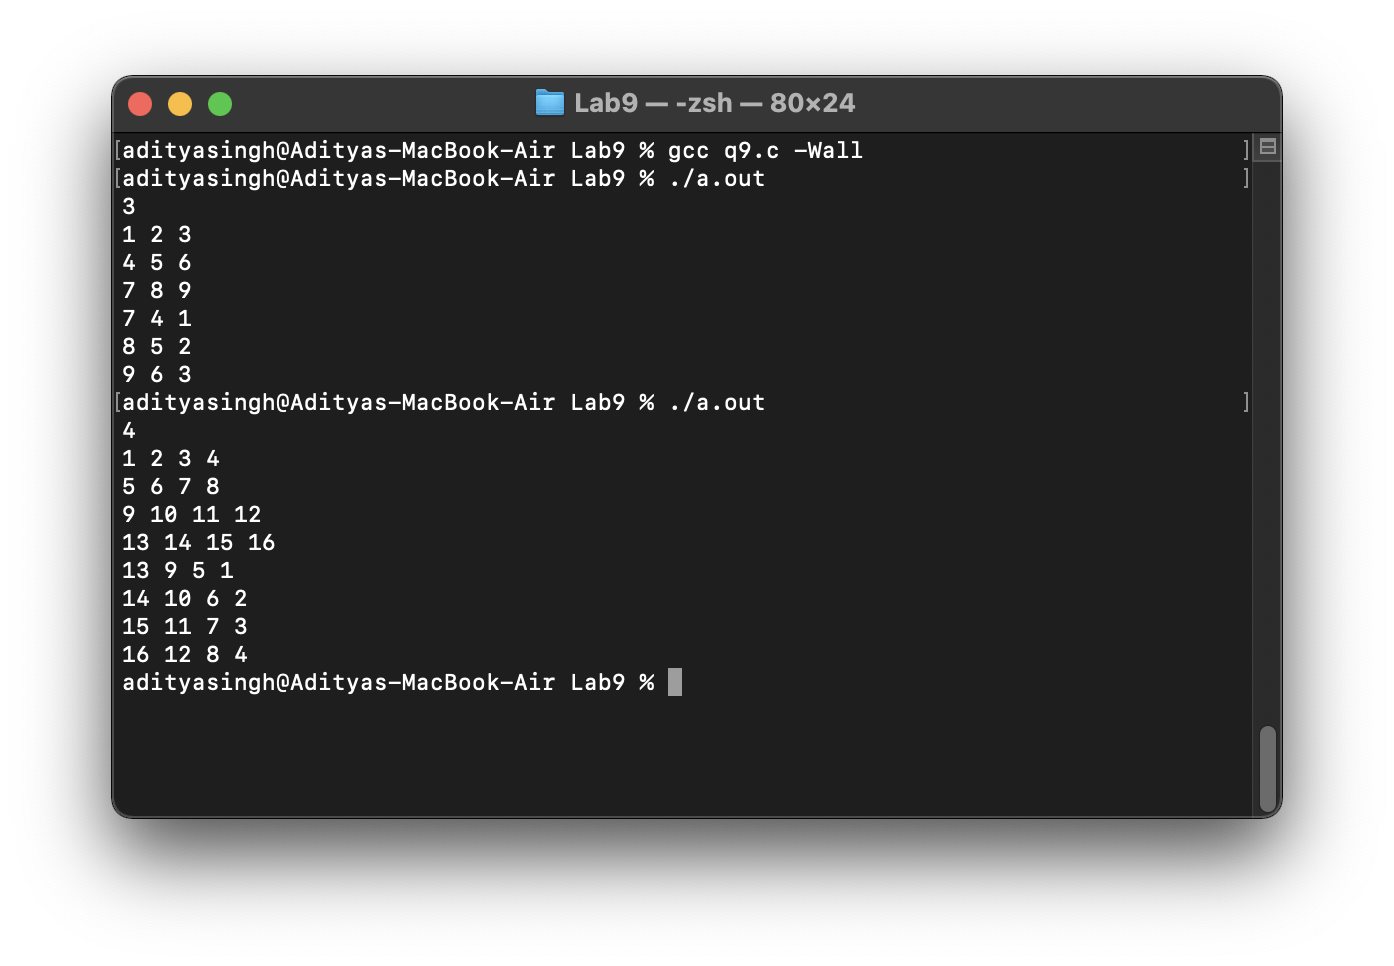 Lab9 — -zsh — 80×24
[adityasingh@Adityas-MacBook-Air Lab9 % gcc q9.c -Wall ]
[adityasingh@Adityas-MacBook-Air Lab9 % ./a.out ]
3
1 2 3
4 5 6
7 8 9
7 4 1
8 5 2
9 6 3
[adityasingh@Adityas-MacBook-Air Lab9 % ./a.out ]
4
1 2 3 4
5 6 7 8
9 10 11 12
13 14 15 16
13 9 5 1
14 10 6 2
15 11 7 3
16 12 8 4
adityasingh@Adityas-MacBook-Air Lab9 %